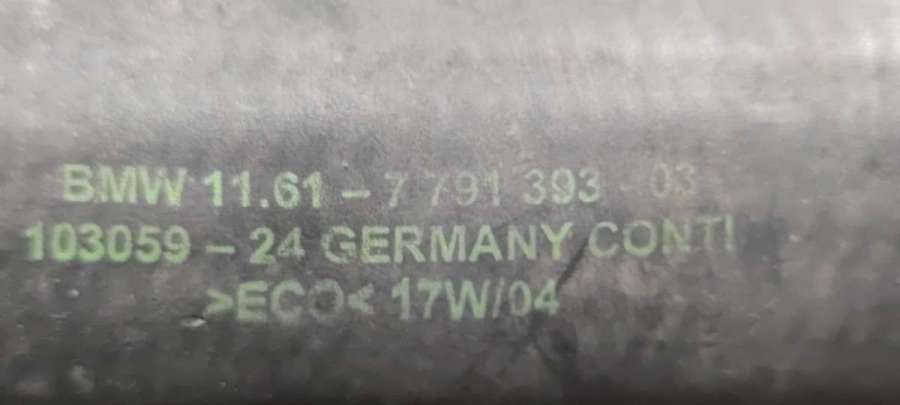 BMW 11.61 - 7 791 393 - 03
103059 - 24 GERMANY CONTI
>ECO< 17W/04